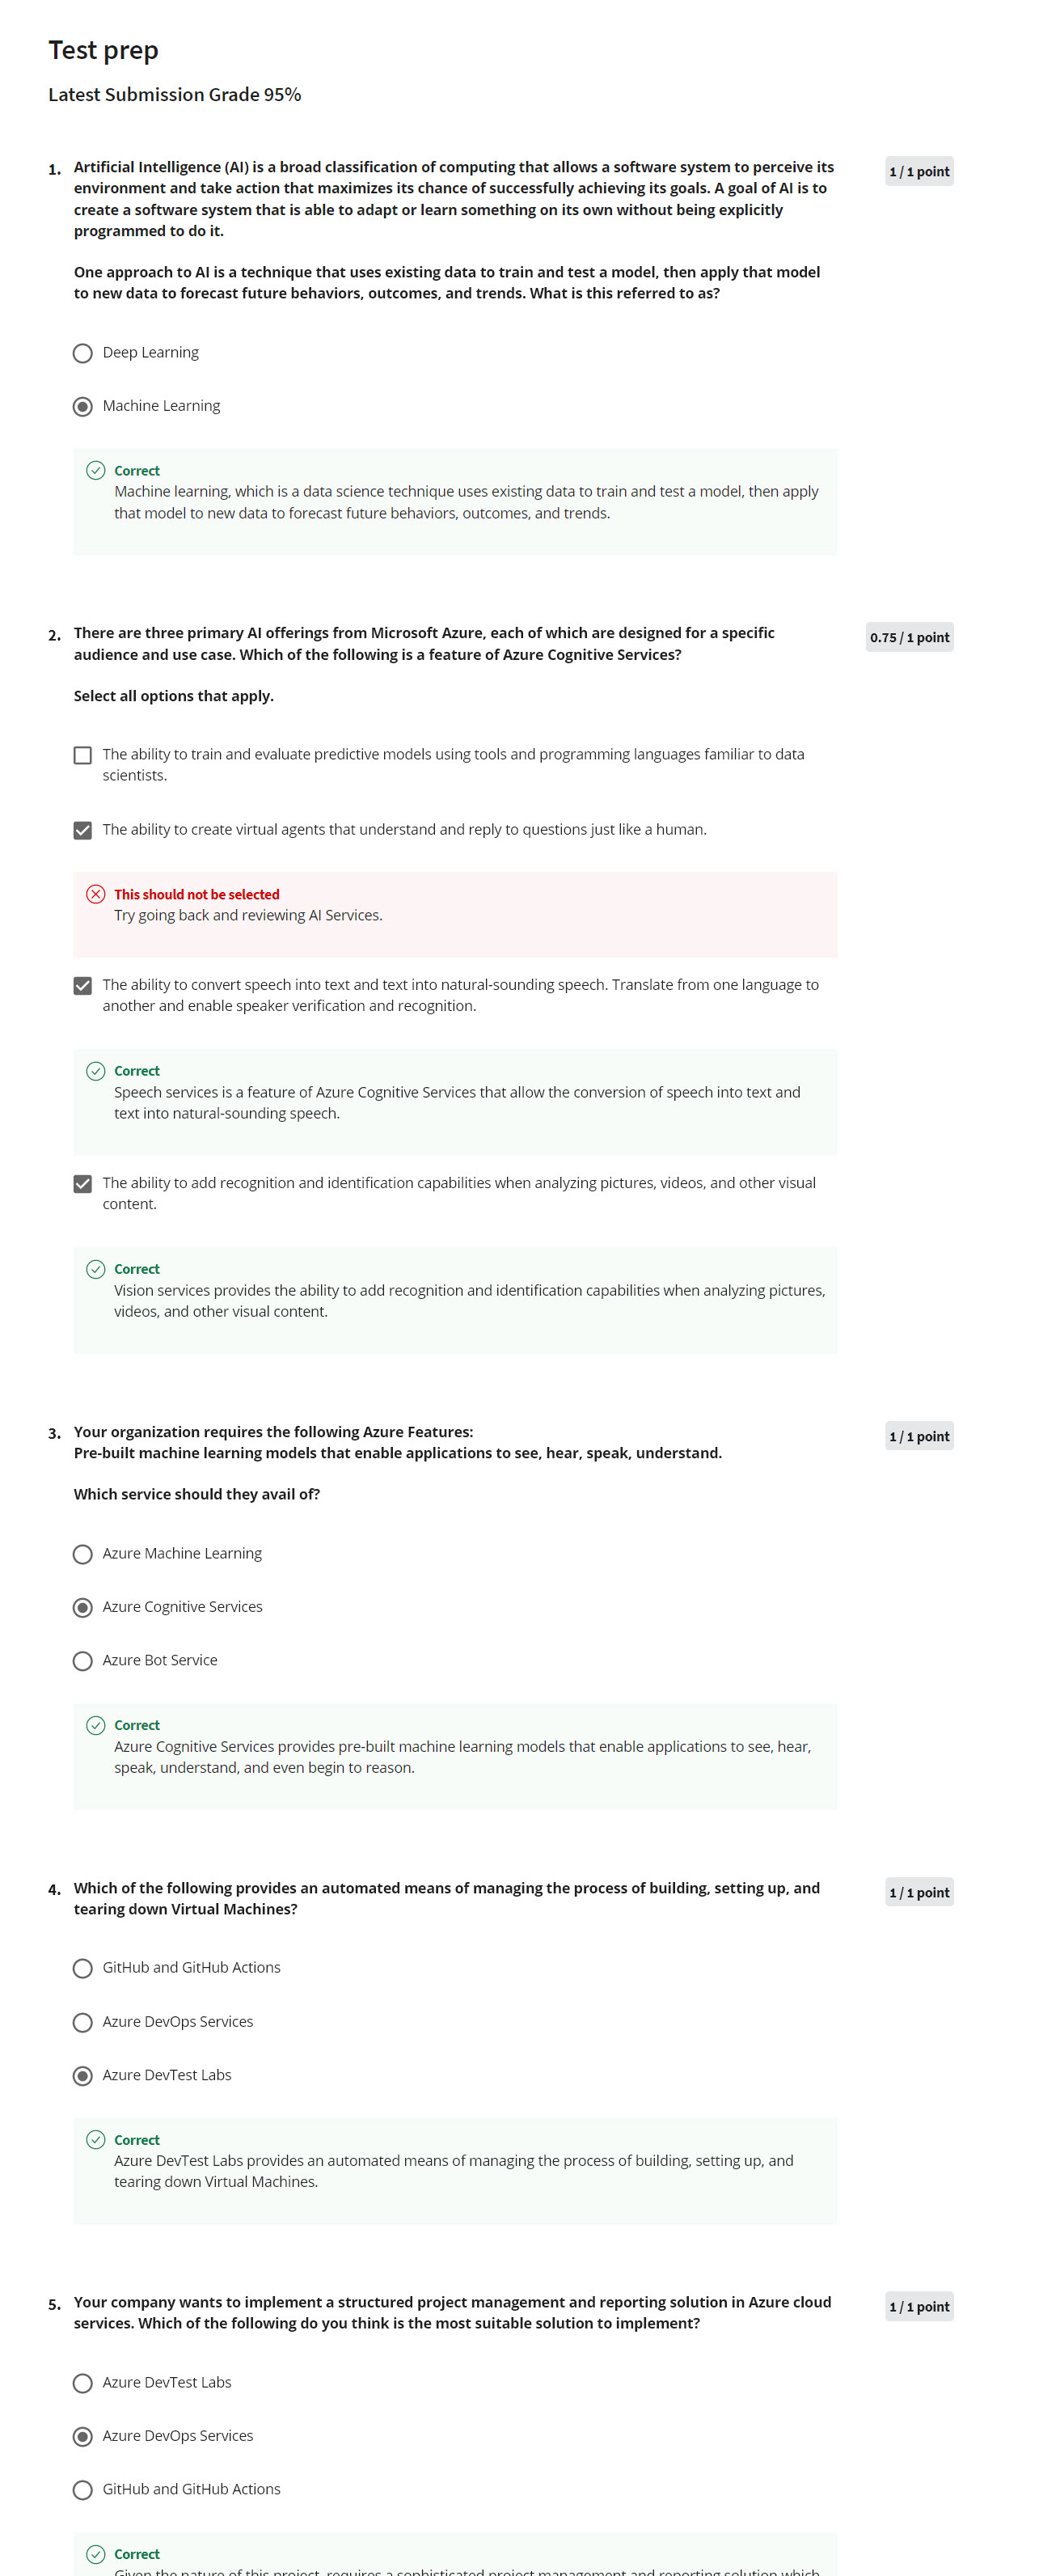 Test prep
Latest Submission Grade 95%
1. Artificial Intelligence (AI) is a broad classification of computing that allows a software system to perceive its
1 / 1 point
environment and take action that maximizes its chance of successfully achieving its goals. A goal of AI is to
create a software system that is able to adapt or learn something on its own without being explicitly
programmed to do it.
One approach to AI is a technique that uses existing data to train and test a model, then apply that model
to new data to forecast future behaviors, outcomes, and trends. What is this referred to as?
Deep Learning
Machine Learning
Correct
Machine learning, which is a data science technique uses existing data to train and test a model, then apply
that model to new data to forecast future behaviors, outcomes, and trends.
2. There are three primary AI offerings from Microsoft Azure, each of which are designed for a specific
0.75 / 1 point
audience and use case. Which of the following is a feature of Azure Cognitive Services?
Select all options that apply.
The ability to train and evaluate predictive models using tools and programming languages familiar to data
scientists.
The ability to create virtual agents that understand and reply to questions just like a human.
This should not be selected
Try going back and reviewing AI Services.
The ability to convert speech into text and text into natural-sounding speech. Translate from one language to
another and enable speaker verification and recognition.
Correct
Speech services is a feature of Azure Cognitive Services that allow the conversion of speech into text and
text into natural-sounding speech.
The ability to add recognition and identification capabilities when analyzing pictures, videos, and other visual
content.
Correct
Vision services provides the ability to add recognition and identification capabilities when analyzing pictures,
videos, and other visual content.
3. Your organization requires the following Azure Features:
1 / 1 point
Pre-built machine learning models that enable applications to see, hear, speak, understand.
Which service should they avail of?
Azure Machine Learning
Azure Cognitive Services
Azure Bot Service
Correct
Azure Cognitive Services provides pre-built machine learning models that enable applications to see, hear,
speak, understand, and even begin to reason.
4. Which of the following provides an automated means of managing the process of building, setting up, and
1 / 1 point
tearing down Virtual Machines?
GitHub and GitHub Actions
Azure DevOps Services
Azure DevTest Labs
Correct
Azure DevTest Labs provides an automated means of managing the process of building, setting up, and
tearing down Virtual Machines.
5. Your company wants to implement a structured project management and reporting solution in Azure cloud
1 / 1 point
services. Which of the following do you think is the most suitable solution to implement?
Azure DevTest Labs
Azure DevOps Services
GitHub and GitHub Actions
Correct
Given the nature of this project, requires a sophisticated project management and reporting solution which